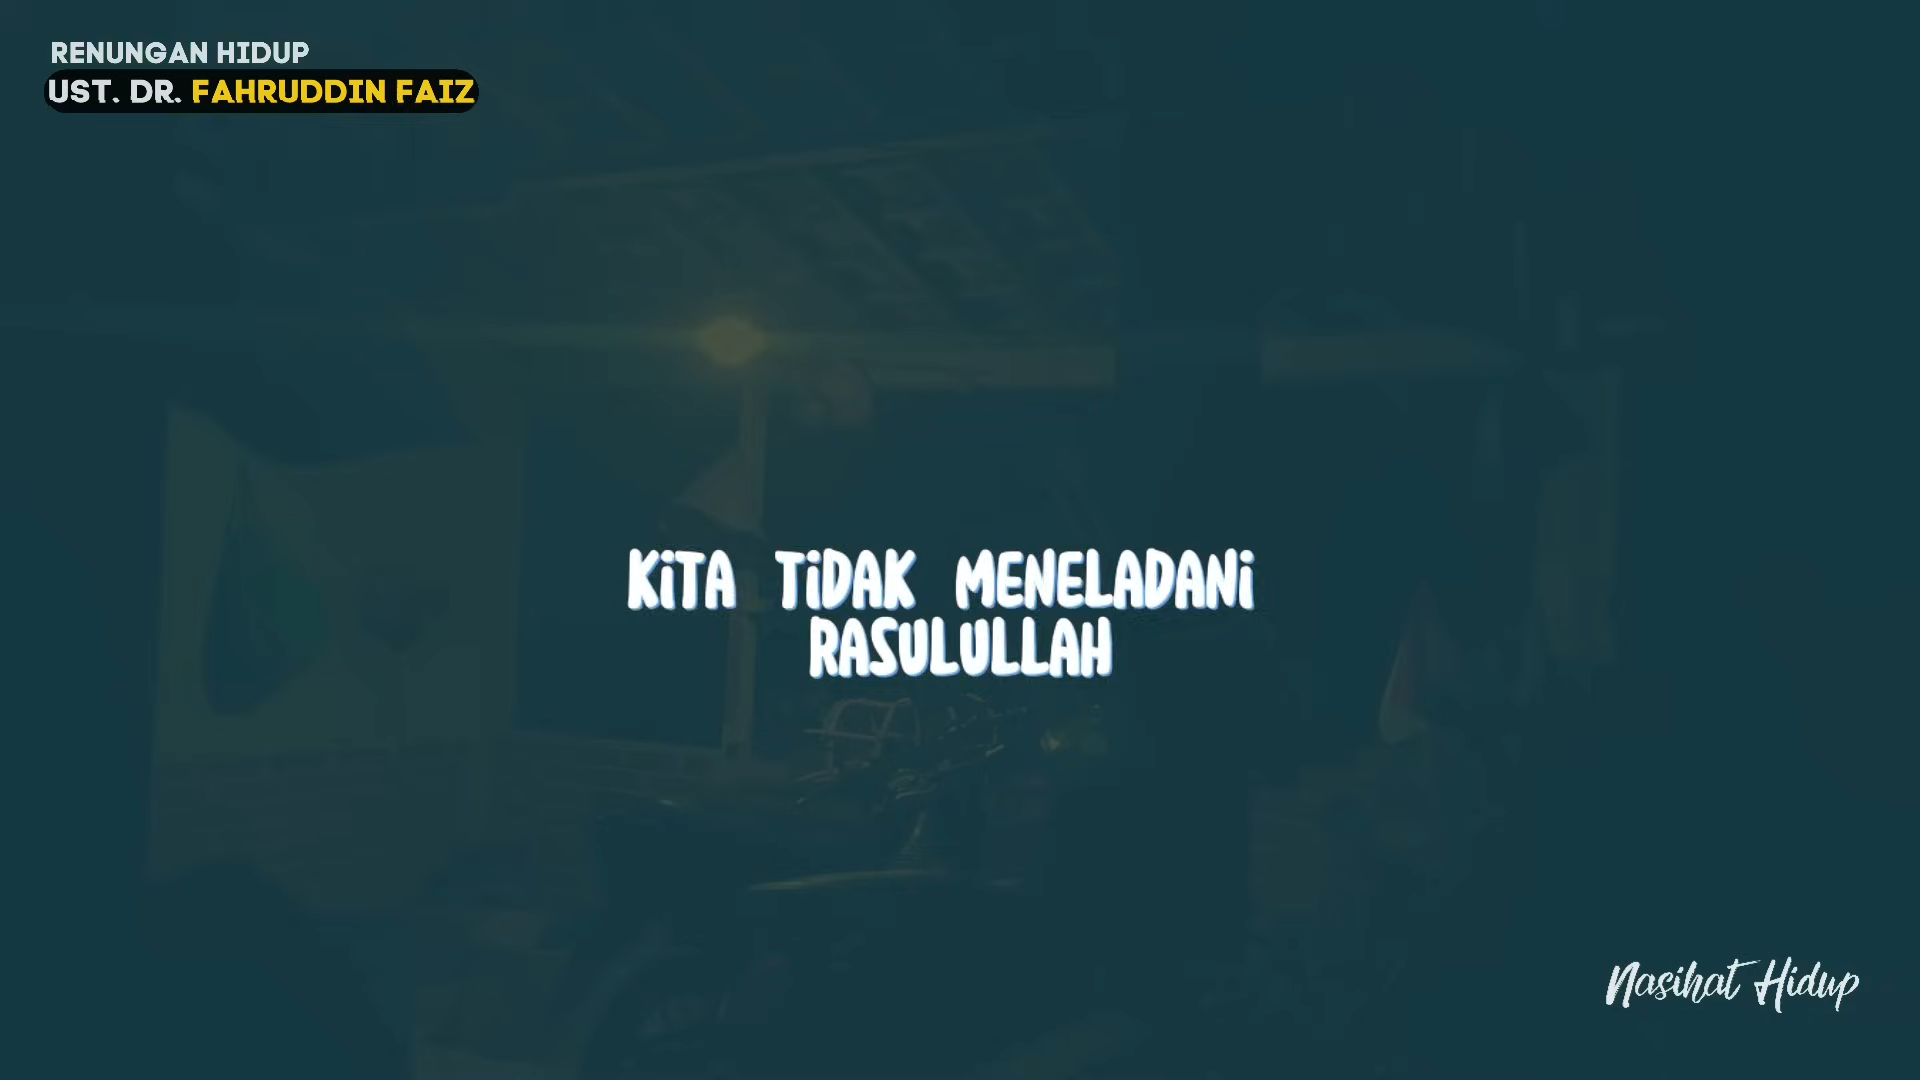 RENUNGAN HIDUP
UST. DR. FAHRUDDIN FAIZ
KiTA TiDAK MENELADANi
RASULULLAH
Nasihat Hidup